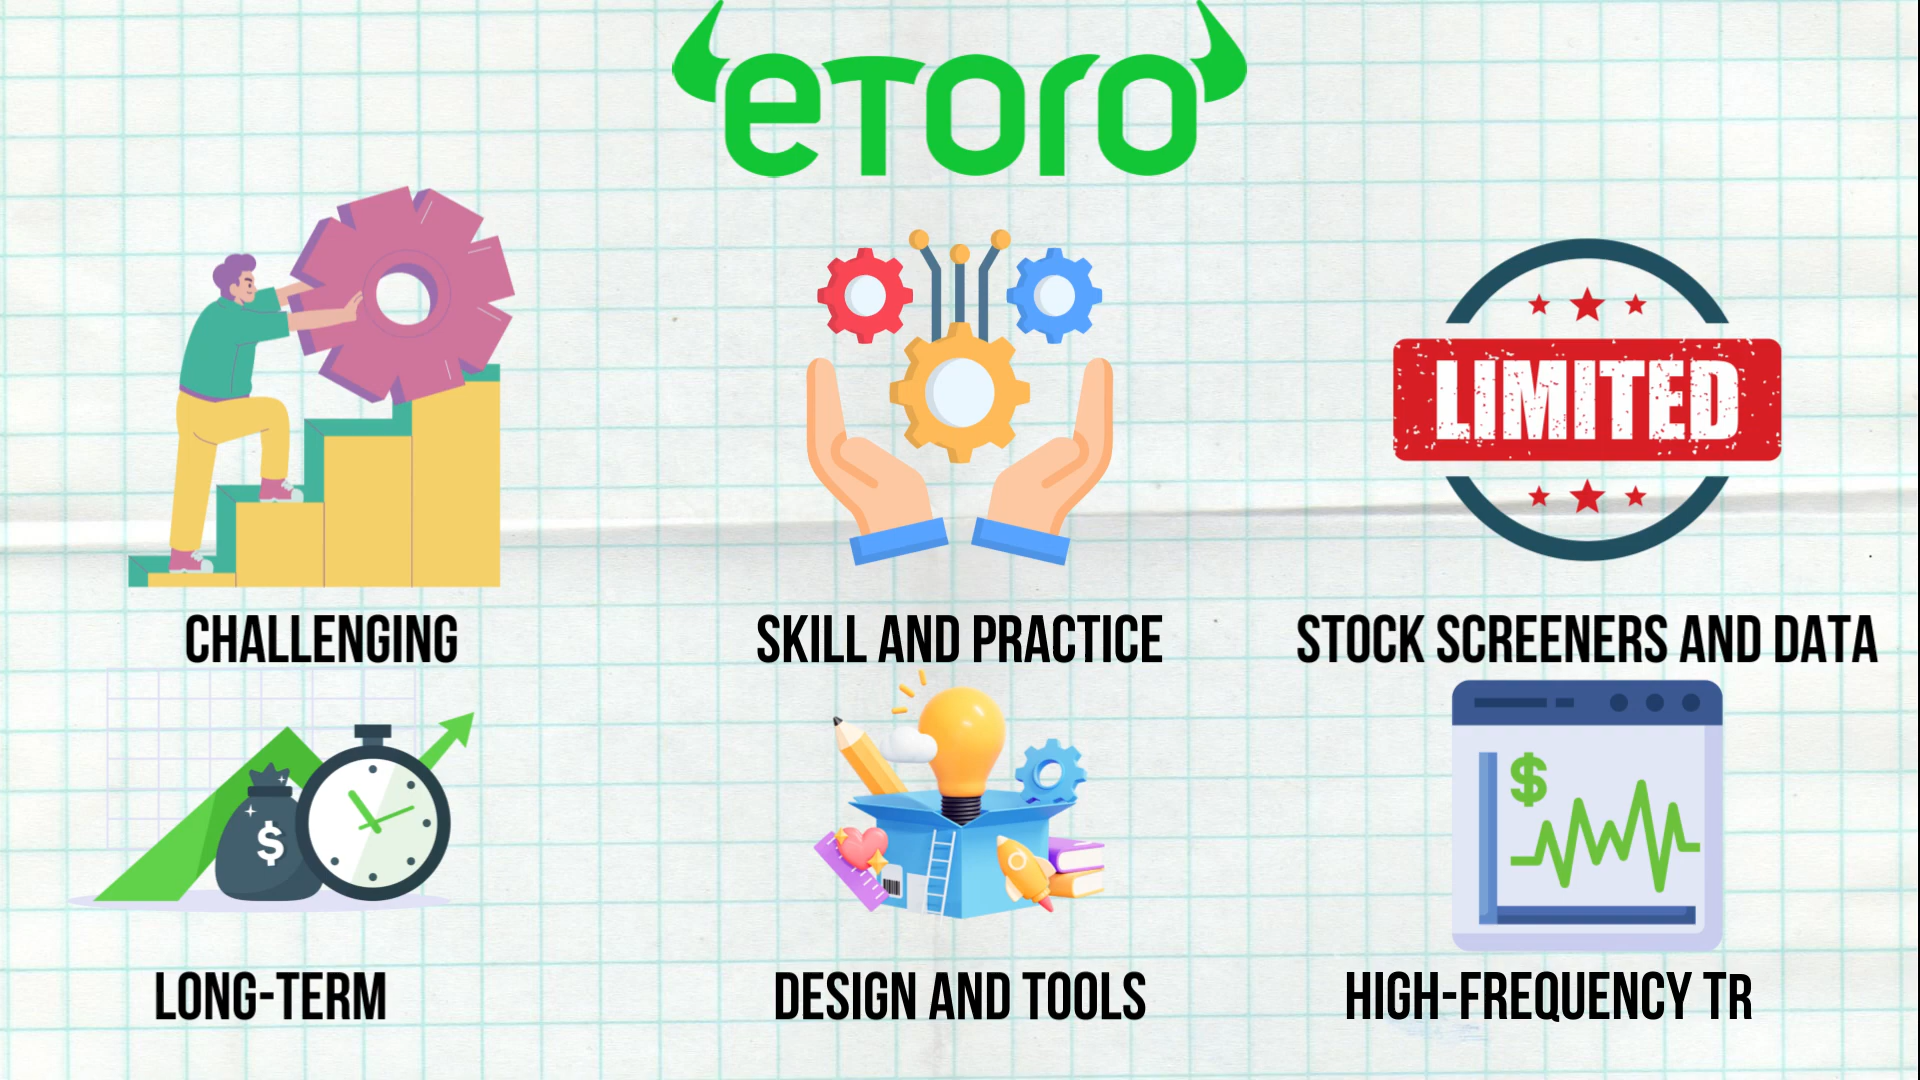 eToro
CHALLENGING
SKILL AND PRACTICE
LIMITED
STOCK SCREENERS AND DATA
$
LONG-TERM
DESIGN AND TOOLS
$
HIGH-FREQUENCY TR